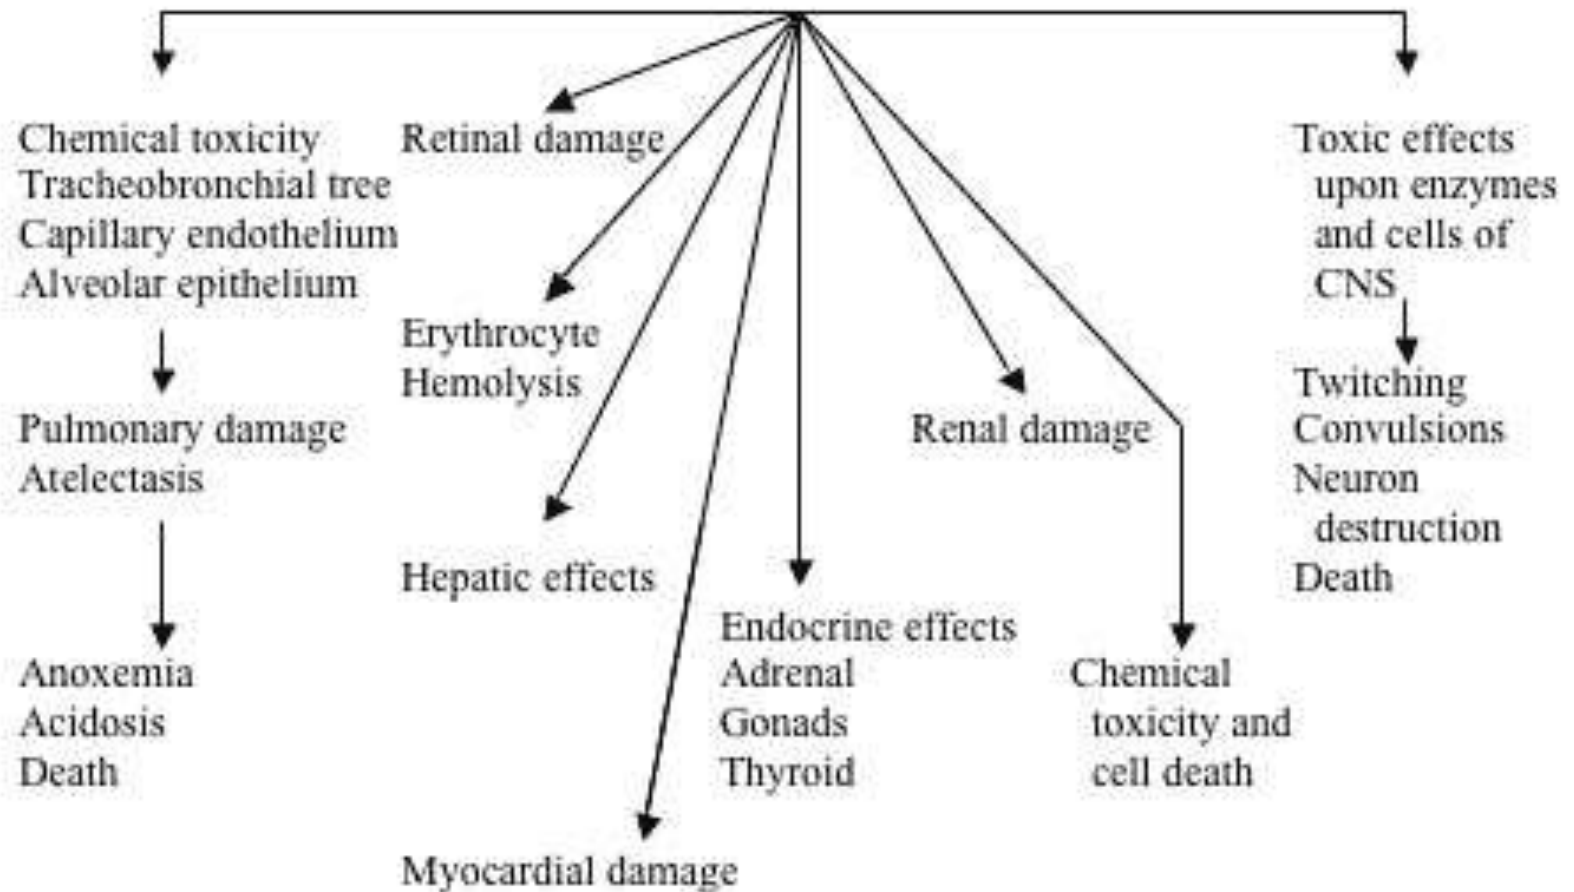 Chemical toxicity
Tracheobronchial tree
Capillary endothelium
Alveolar epithelium
Pulmonary damage
Atelectasis
Anoxemia
Acidosis
Death
Retinal damage
Erythrocyte
Hemolysis
Hepatic effects
Myocardial damage
Endocrine effects
Adrenal
Gonads
Thyroid
Renal damage
Chemical
toxicity and
cell death
Toxic effects
upon enzymes
and cells of
CNS
Twitching
Convulsions
Neuron
destruction
Death